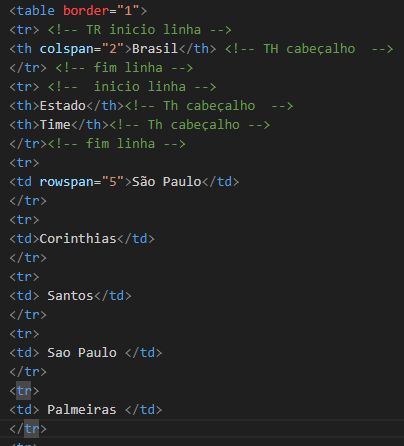 <table border="1">
<tr> <!-- TR inicio linha -->
<th colspan="2">Brasil</th> <!-- TH cabeçalho  -->
</tr> <!-- fim linha -->
<tr> <!--  inicio linha -->
<th>Estado</th><!-- Th cabeçalho  -->
<th>Time</th><!-- Th cabeçalho -->
</tr><!-- fim linha -->
<tr>
<td rowspan="5">São Paulo</td>
</tr>
<tr>
<td>Corinthias</td>
</tr>
<tr>
<td> Santos</td>
</tr>
<tr>
<td> Sao Paulo </td>
</tr>
<tr>
<td> Palmeiras </td>
</tr>